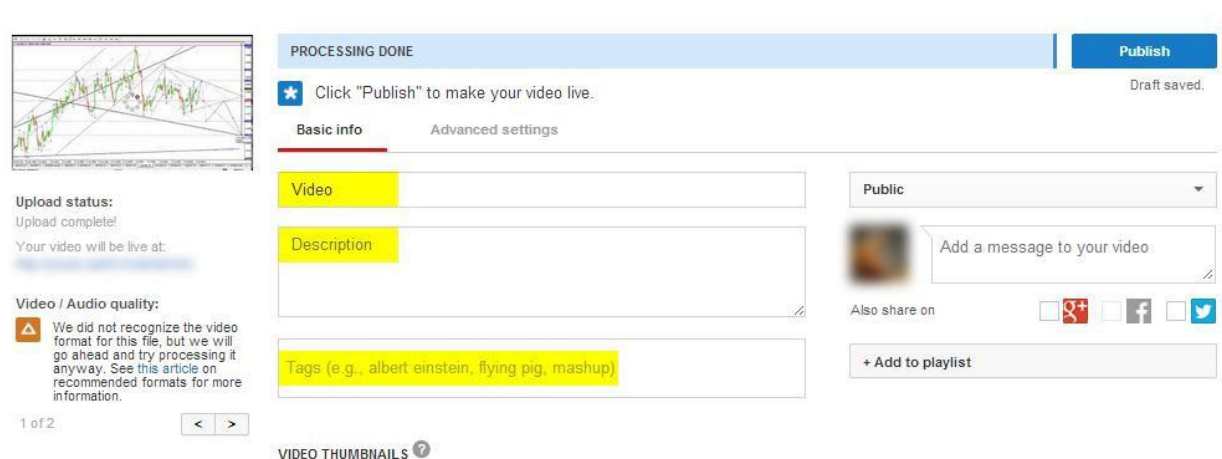 PROCESSING DONE
Publish
Click "Publish" to make your video live.
Draft saved.
Basic info
Advanced settings
Upload status:
Upload complete!
Your video will be live at:
Video / Audio quality:
We did not recognize the video
format for this file, but we will
go ahead and try processing it
anyway. See this article on
recommended formats for more
information.
1 of 2
< >
Video
Description
Tags (e.g., albert einstein, flying pig, mashup)
VIDEO THUMBNAILS ?
Public
Add a message to your video
Also share on
g+ f
+ Add to playlist